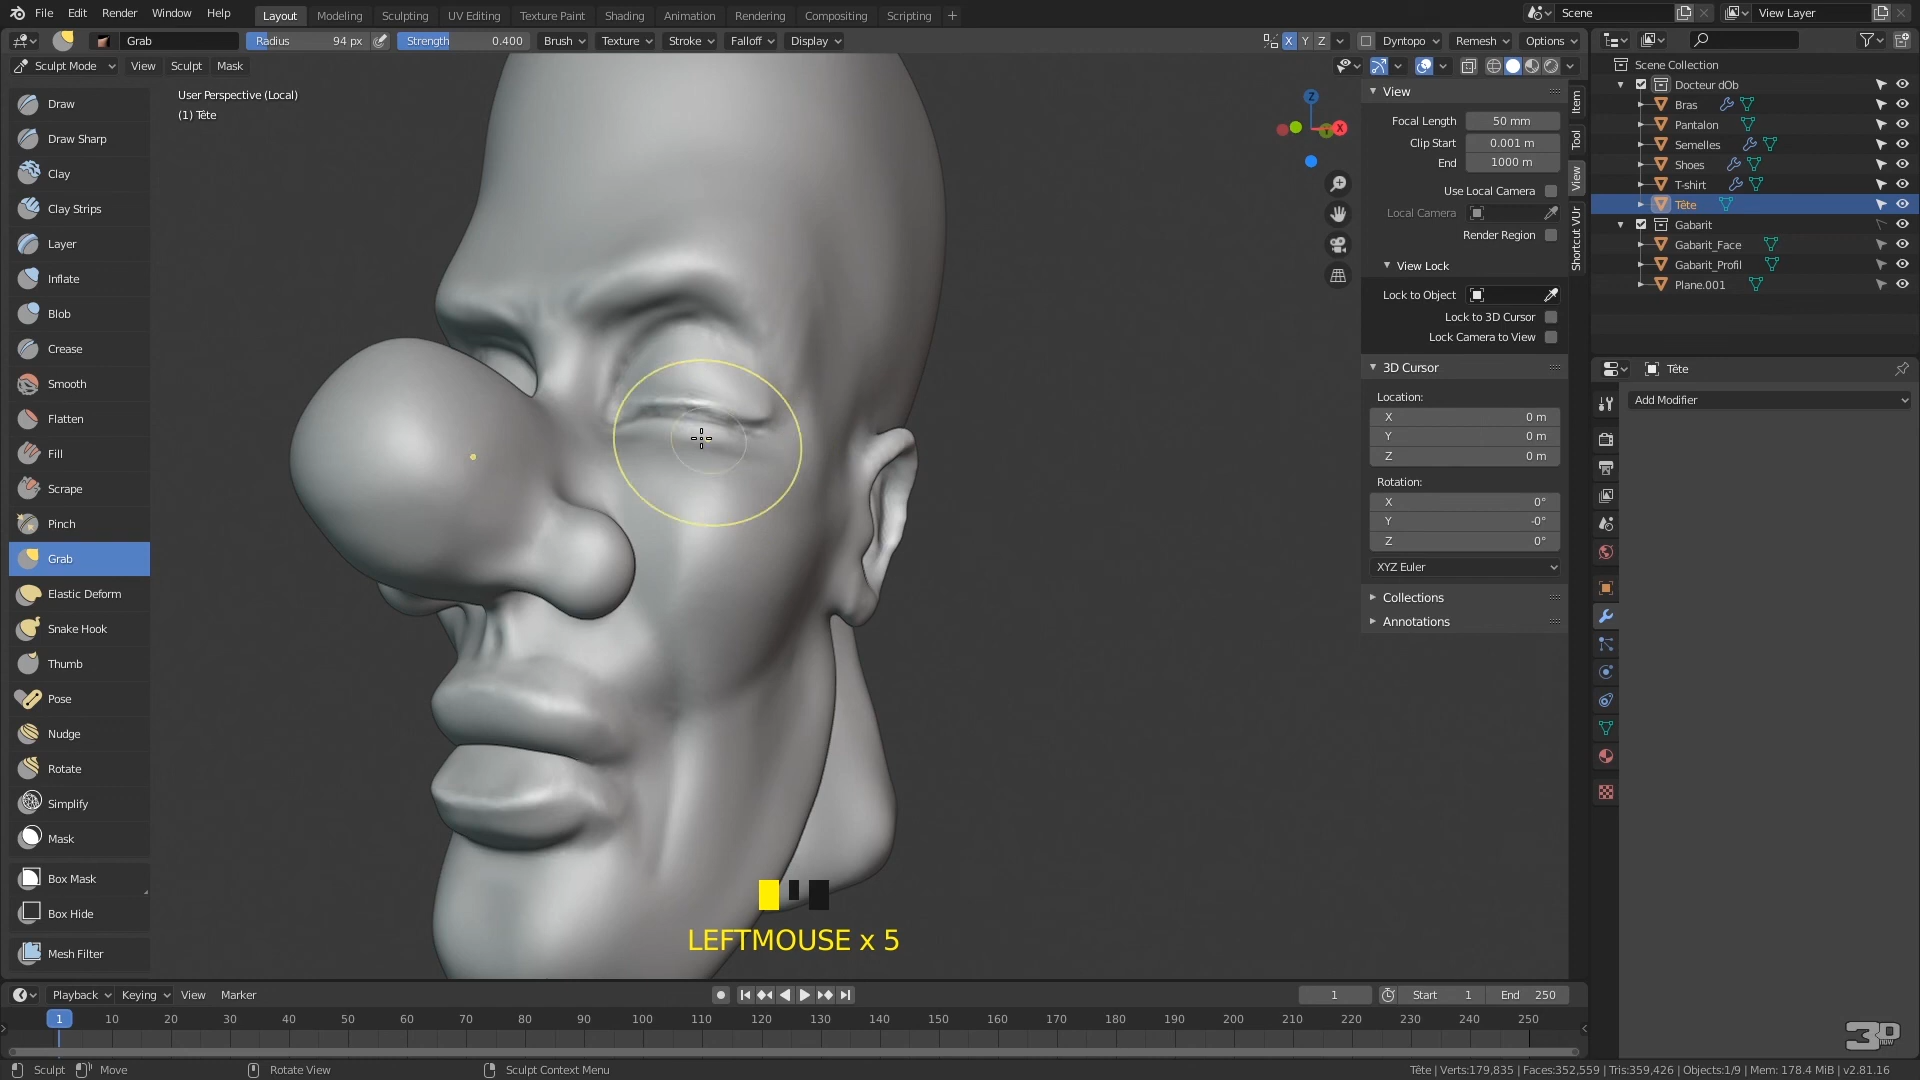 File Edit Render Window Help Layout Modeling Sculpting UV Editing Texture Paint Shading Animation Rendering Compositing Scripting + Scene View Layer
Grab Radius 94 px Strength 0.400 Brush Texture Stroke Falloff Display X Y Z Dyntopo Remesh Options
Sculpt Mode View Sculpt Mask
User Perspective (Local)
(1) Tête
Draw
Draw Sharp
Clay
Clay Strips
Layer
Inflate
Blob
Crease
Smooth
Flatten
Fill
Scrape
Pinch
Grab
Elastic Deform
Snake Hook
Thumb
Pose
Nudge
Rotate
Simplify
Mask
Box Mask
Box Hide
Mesh Filter
Z
X
Y
View
Focal Length 50 mm
Clip Start 0.001 m
End 1000 m
Use Local Camera
Local Camera
Render Region
View Lock
Lock to Object
Lock to 3D Cursor
Lock Camera to View
3D Cursor
Location:
X 0 m
Y 0 m
Z 0 m
Rotation:
X 0°
Y -0°
Z 0°
XYZ Euler
Collections
Annotations
Item
Tool
View
Shortcut VUr
Scene Collection
Docteur dOb
Bras
Pantalon
Semelles
Shoes
T-shirt
Tête
Gabarit
Gabarit_Face
Gabarit_Profil
Plane.001
Tête
Add Modifier
LEFTMOUSE x 5
Playback Keying View Marker 1 Start 1 End 250
1 10 20 30 40 50 60 70 80 90 100 110 120 130 140 150 160 170 180 190 200 210 220 230 240 250
3D now
Sculpt Move Rotate View Sculpt Context Menu Tête | Verts:179,835 | Faces:352,559 | Tris:359,426 | Objects:1/9 | Mem: 178.4 MiB | v2.81.16